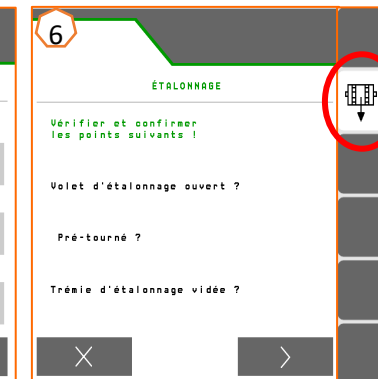 6
ÉTALONNAGE
Vérifier et confirmer
les points suivants !
Volet d'étalonnage ouvert ?
Pré-tourné ?
Trémie d'étalonnage vidée ?